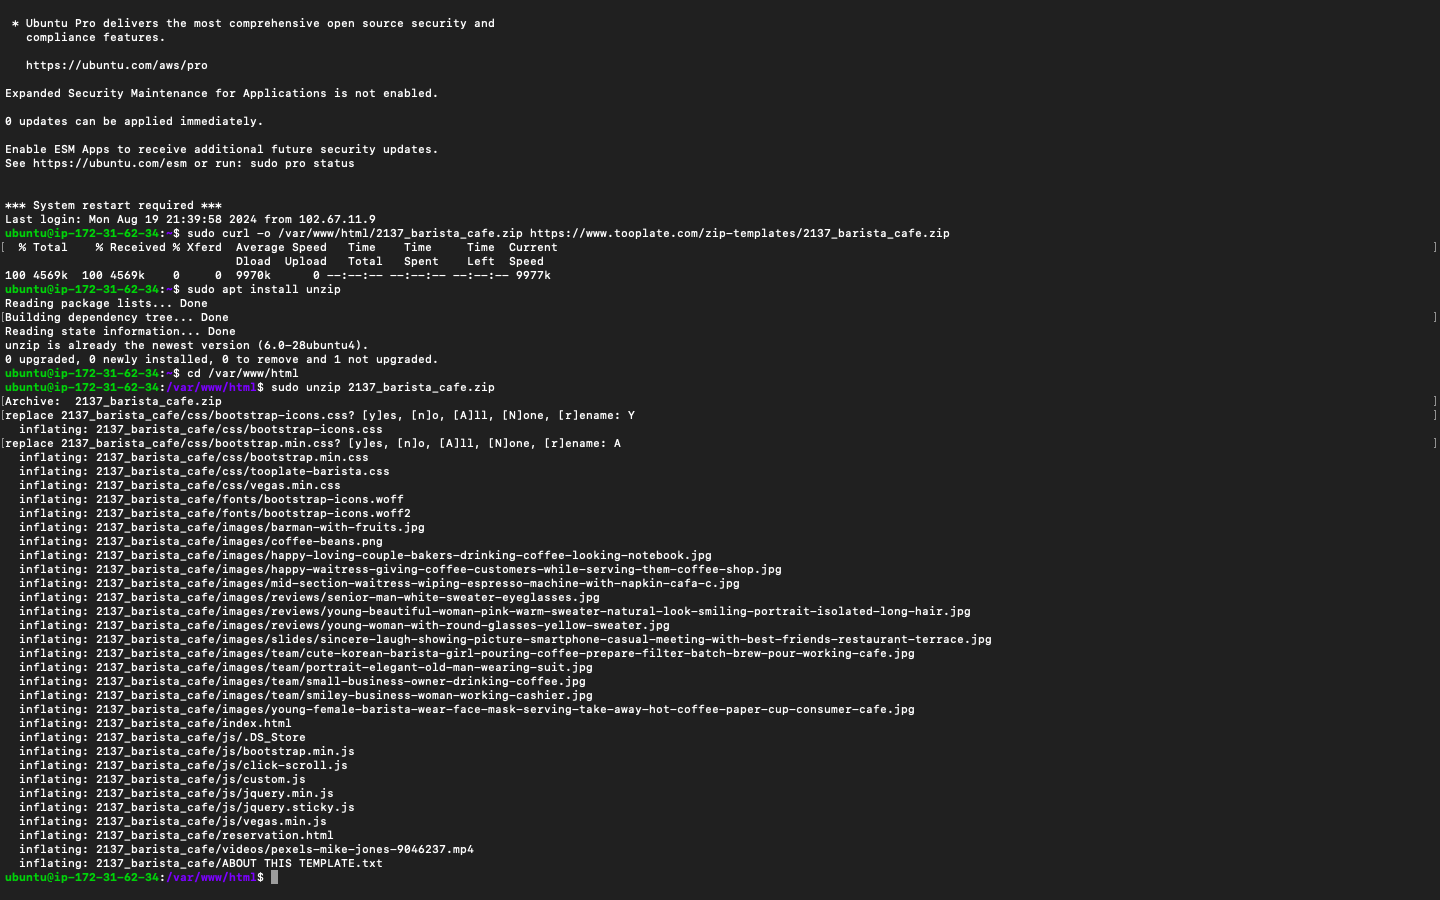 * Ubuntu Pro delivers the most comprehensive open source security and
compliance features.
https://ubuntu.com/aws/pro
Expanded Security Maintenance for Applications is not enabled.
0 updates can be applied immediately.
Enable ESM Apps to receive additional future security updates.
See https://ubuntu.com/esm or run: sudo pro status
*** System restart required ***
Last login: Mon Aug 19 21:39:58 2024 from 102.67.11.9
ubuntu@ip-172-31-62-34:~$ sudo curl -o /var/www/html/2137_barista_cafe.zip https://www.tooplate.com/zip-templates/2137_barista_cafe.zip
[  % Total    % Received % Xferd  Average Speed   Time    Time     Time  Current ]
Dload  Upload   Total   Spent    Left  Speed
100 4569k  100 4569k    0     0  9970k      0 --:--:-- --:--:-- --:--:-- 9977k
ubuntu@ip-172-31-62-34:~$ sudo apt install unzip
Reading package lists... Done
[Building dependency tree... Done ]
Reading state information... Done
unzip is already the newest version (6.0-28ubuntu4).
0 upgraded, 0 newly installed, 0 to remove and 1 not upgraded.
ubuntu@ip-172-31-62-34:~$ cd /var/www/html
ubuntu@ip-172-31-62-34:/var/www/html$ sudo unzip 2137_barista_cafe.zip
[Archive:  2137_barista_cafe.zip ]
[replace 2137_barista_cafe/css/bootstrap-icons.css? [y]es, [n]o, [A]ll, [N]one, [r]ename: Y ]
inflating: 2137_barista_cafe/css/bootstrap-icons.css
[replace 2137_barista_cafe/css/bootstrap.min.css? [y]es, [n]o, [A]ll, [N]one, [r]ename: A ]
inflating: 2137_barista_cafe/css/bootstrap.min.css
inflating: 2137_barista_cafe/css/tooplate-barista.css
inflating: 2137_barista_cafe/css/vegas.min.css
inflating: 2137_barista_cafe/fonts/bootstrap-icons.woff
inflating: 2137_barista_cafe/fonts/bootstrap-icons.woff2
inflating: 2137_barista_cafe/images/barman-with-fruits.jpg
inflating: 2137_barista_cafe/images/coffee-beans.png
inflating: 2137_barista_cafe/images/happy-loving-couple-bakers-drinking-coffee-looking-notebook.jpg
inflating: 2137_barista_cafe/images/happy-waitress-giving-coffee-customers-while-serving-them-coffee-shop.jpg
inflating: 2137_barista_cafe/images/mid-section-waitress-wiping-espresso-machine-with-napkin-cafa-c.jpg
inflating: 2137_barista_cafe/images/reviews/senior-man-white-sweater-eyeglasses.jpg
inflating: 2137_barista_cafe/images/reviews/young-beautiful-woman-pink-warm-sweater-natural-look-smiling-portrait-isolated-long-hair.jpg
inflating: 2137_barista_cafe/images/reviews/young-woman-with-round-glasses-yellow-sweater.jpg
inflating: 2137_barista_cafe/images/slides/sincere-laugh-showing-picture-smartphone-casual-meeting-with-best-friends-restaurant-terrace.jpg
inflating: 2137_barista_cafe/images/team/cute-korean-barista-girl-pouring-coffee-prepare-filter-batch-brew-pour-working-cafe.jpg
inflating: 2137_barista_cafe/images/team/portrait-elegant-old-man-wearing-suit.jpg
inflating: 2137_barista_cafe/images/team/small-business-owner-drinking-coffee.jpg
inflating: 2137_barista_cafe/images/team/smiley-business-woman-working-cashier.jpg
inflating: 2137_barista_cafe/images/young-female-barista-wear-face-mask-serving-take-away-hot-coffee-paper-cup-consumer-cafe.jpg
inflating: 2137_barista_cafe/index.html
inflating: 2137_barista_cafe/js/.DS_Store
inflating: 2137_barista_cafe/js/bootstrap.min.js
inflating: 2137_barista_cafe/js/click-scroll.js
inflating: 2137_barista_cafe/js/custom.js
inflating: 2137_barista_cafe/js/jquery.min.js
inflating: 2137_barista_cafe/js/jquery.sticky.js
inflating: 2137_barista_cafe/js/vegas.min.js
inflating: 2137_barista_cafe/reservation.html
inflating: 2137_barista_cafe/videos/pexels-mike-jones-9046237.mp4
inflating: 2137_barista_cafe/ABOUT THIS TEMPLATE.txt
ubuntu@ip-172-31-62-34:/var/www/html$